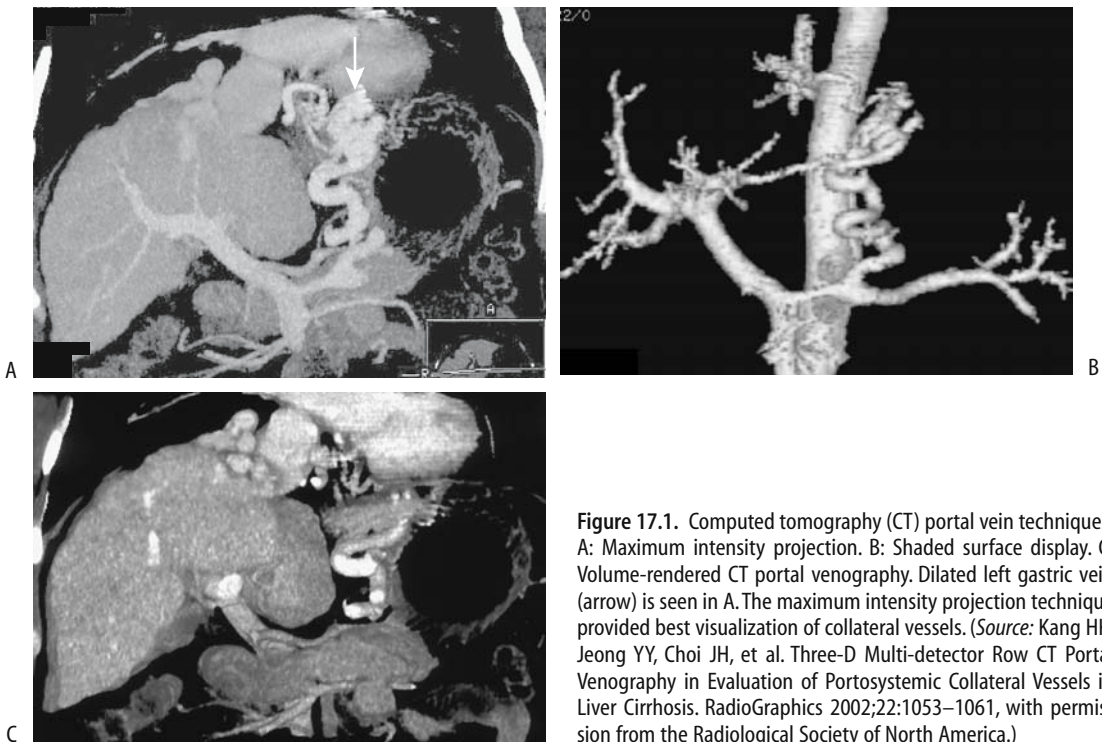 22/0
A
R
A
B
C
Figure 17.1. Computed tomography (CT) portal vein technique
A: Maximum intensity projection. B: Shaded surface display. C
Volume-rendered CT portal venography. Dilated left gastric vei
(arrow) is seen in A. The maximum intensity projection techniqu
provided best visualization of collateral vessels. (Source: Kang HK
Jeong YY, Choi JH, et al. Three-D Multi-detector Row CT Porta
Venography in Evaluation of Portosystemic Collateral Vessels i
Liver Cirrhosis. RadioGraphics 2002;22:1053–1061, with permis
sion from the Radiological Society of North America.)